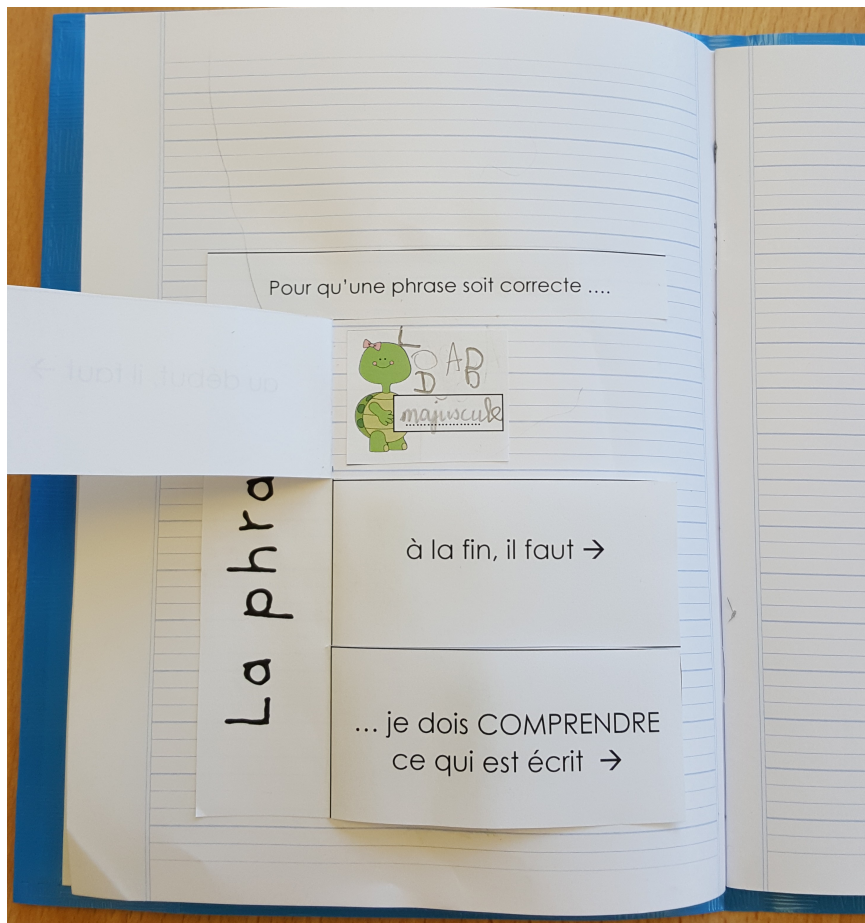 Pour qu'une phrase soit correcte ....
au début, il faut →
L
O A B
D D
majuscule
La phra
à la fin, il faut →
... je dois COMPRENDRE
ce qui est écrit →